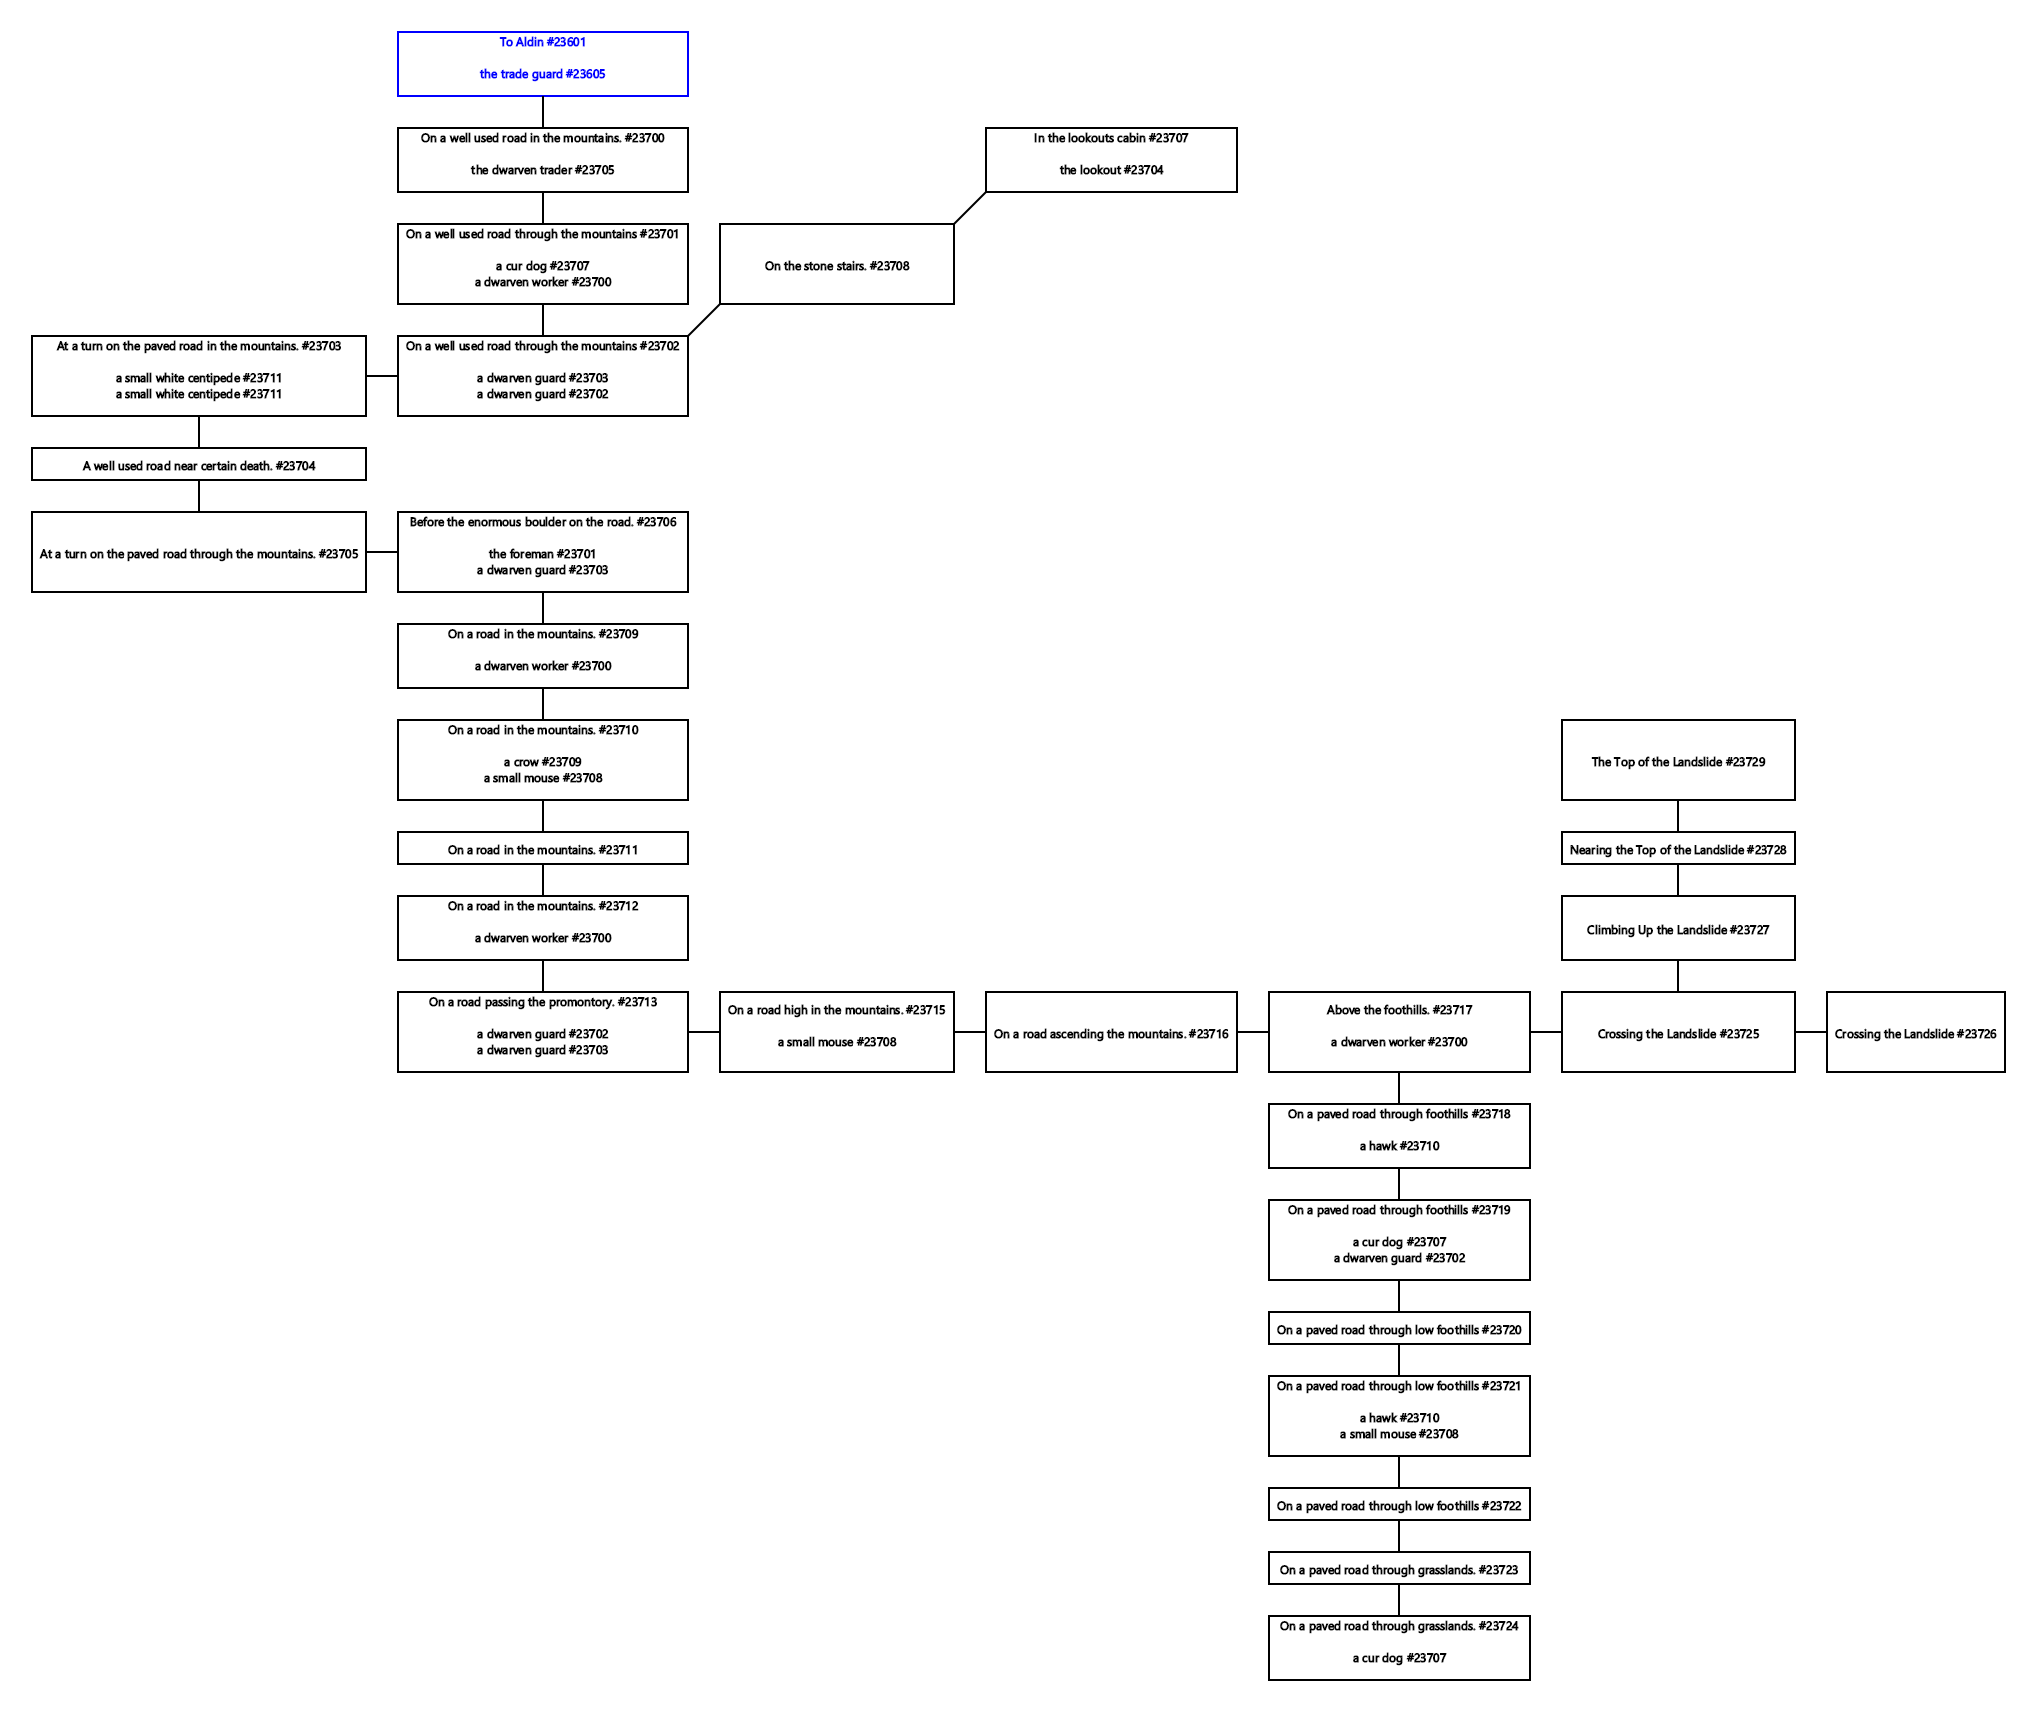 To Aldin #23601
the trade guard #23605
On a well used road in the mountains. #23700
the dwarven trader #23705
In the lookouts cabin #23707
the lookout #23704
On a well used road through the mountains #23701
a cur dog #23707
a dwarven worker #23700
On the stone stairs. #23708
At a turn on the paved road in the mountains. #23703
a small white centipede #23711
a small white centipede #23711
On a well used road through the mountains #23702
a dwarven guard #23703
a dwarven guard #23702
A well used road near certain death. #23704
At a turn on the paved road through the mountains. #23705
Before the enormous boulder on the road. #23706
the foreman #23701
a dwarven guard #23703
On a road in the mountains. #23709
a dwarven worker #23700
On a road in the mountains. #23710
a crow #23709
a small mouse #23708
The Top of the Landslide #23729
On a road in the mountains. #23711
Nearing the Top of the Landslide #23728
On a road in the mountains. #23712
a dwarven worker #23700
Climbing Up the Landslide #23727
On a road passing the promontory. #23713
a dwarven guard #23702
a dwarven guard #23703
On a road high in the mountains. #23715
a small mouse #23708
On a road ascending the mountains. #23716
Above the foothills. #23717
a dwarven worker #23700
Crossing the Landslide #23725
Crossing the Landslide #23726
On a paved road through foothills #23718
a hawk #23710
On a paved road through foothills #23719
a cur dog #23707
a dwarven guard #23702
On a paved road through low foothills #23720
On a paved road through low foothills #23721
a hawk #23710
a small mouse #23708
On a paved road through low foothills #23722
On a paved road through grasslands. #23723
On a paved road through grasslands. #23724
a cur dog #23707